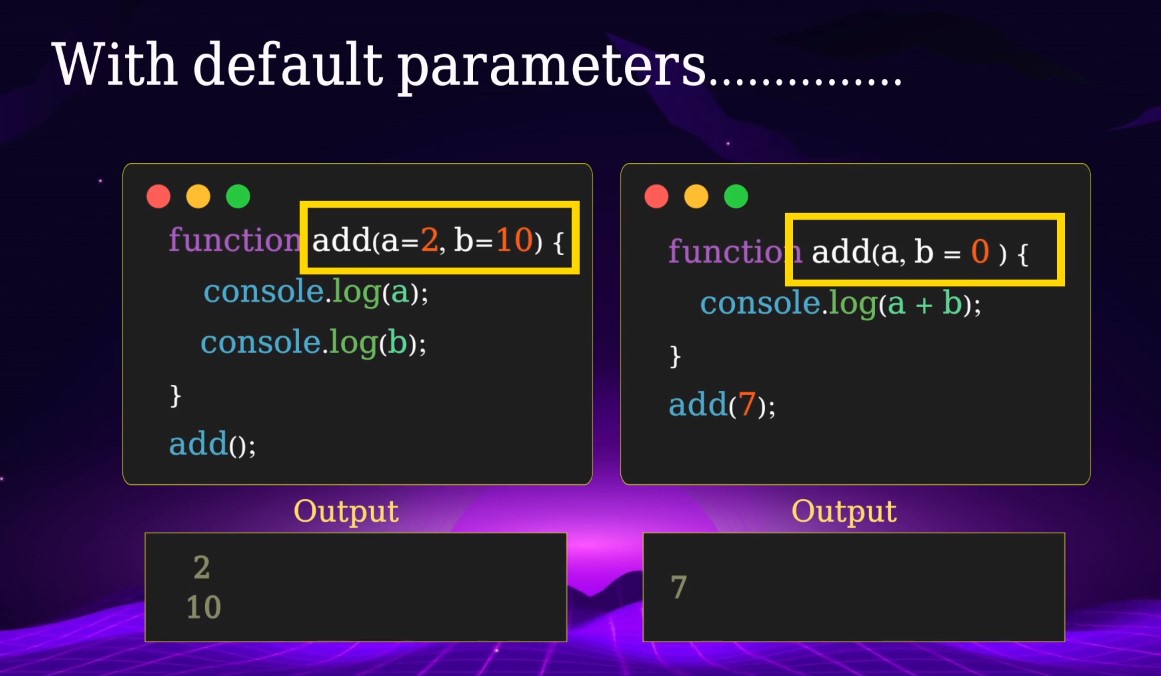 With default parameters...............
function add(a=2, b=10) {
console.log(a);
console.log(b);
}
add();
Output
2
10
function add(a, b = 0 ) {
console.log(a + b);
}
add(7);
Output
7